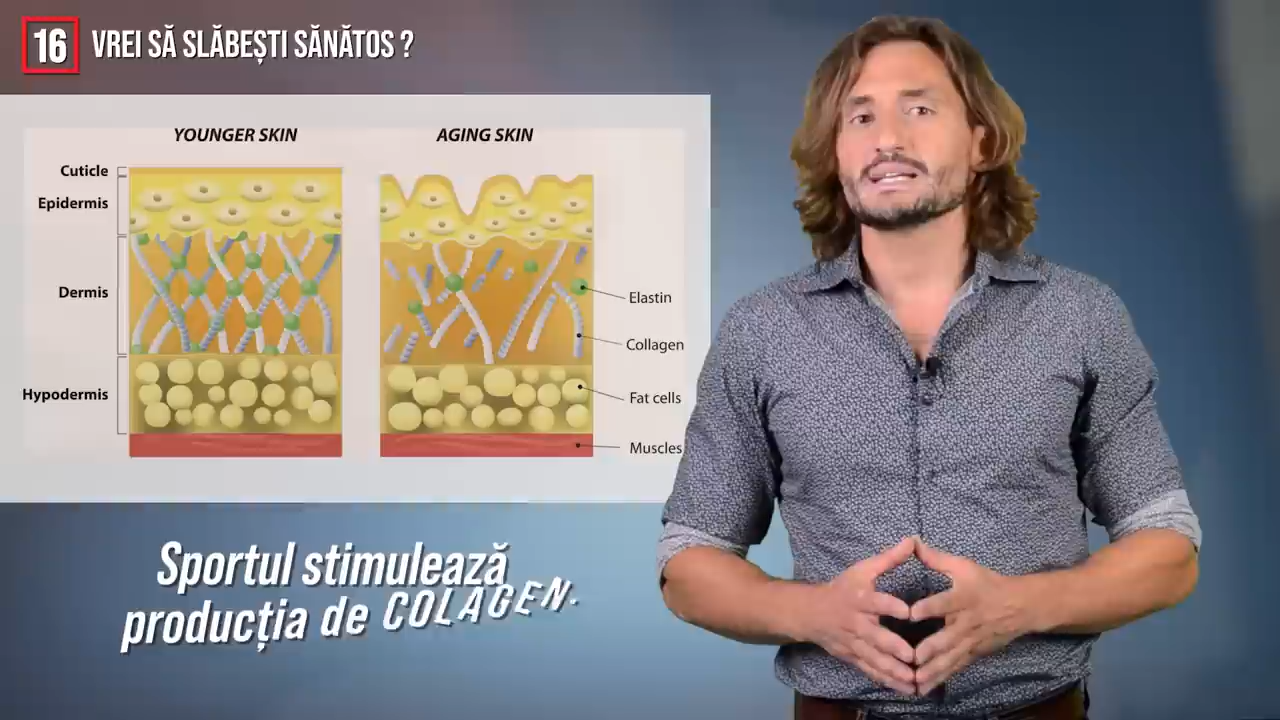 16 VREI SĂ SLĂBEȘTI SĂNĂTOS ?
YOUNGER SKIN
AGING SKIN
Cuticle
Epidermis
Dermis
Hypodermis
Elastin
Collagen
Fat cells
Muscles
Sportul stimulează
producția de COLAGEN.